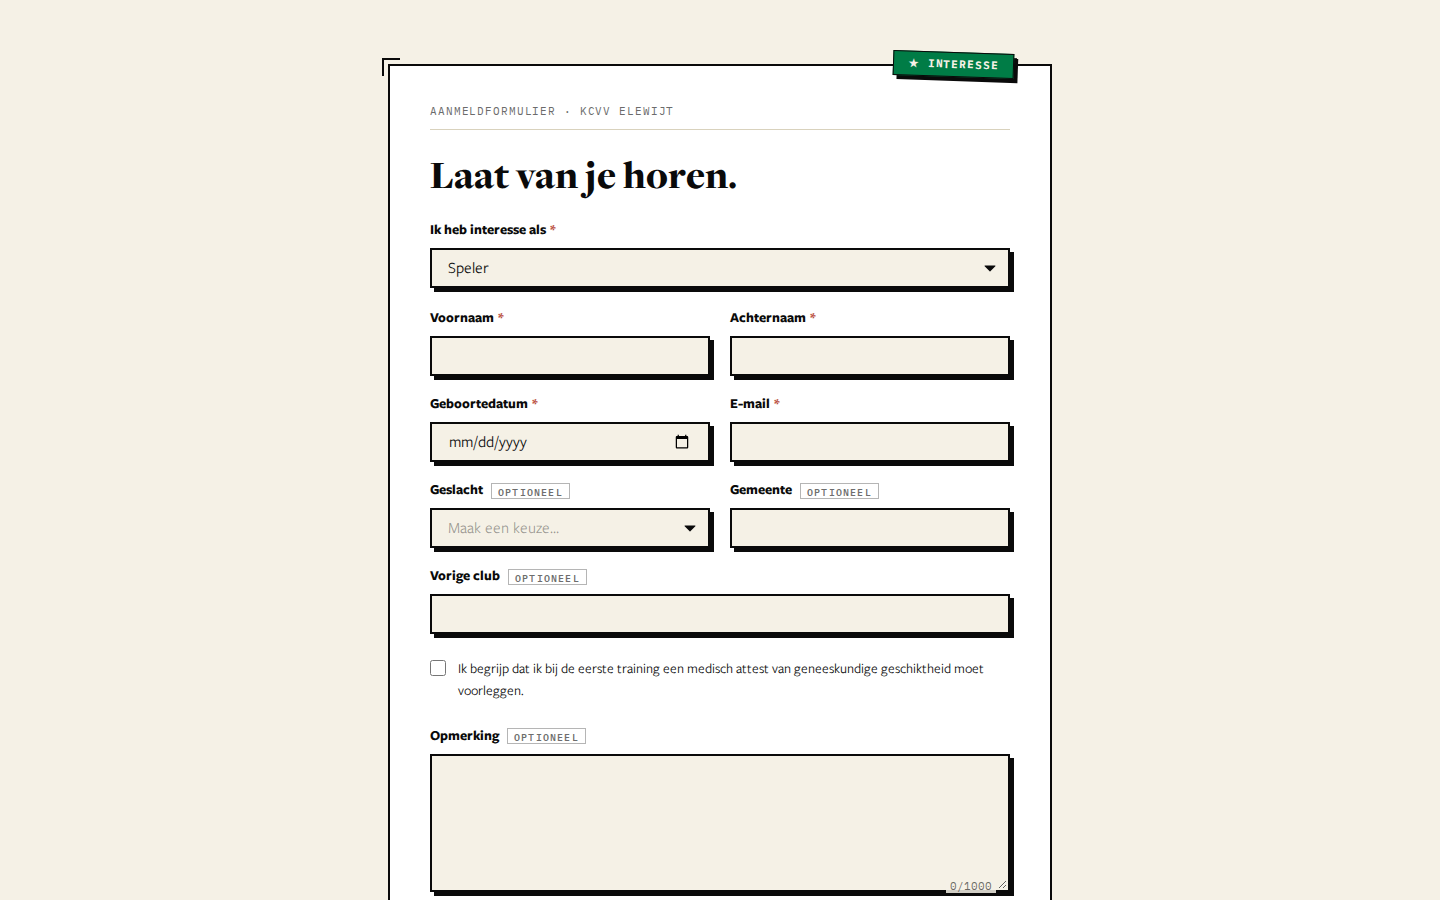 ★ INTERESSE
AANMELDFORMULIER · KCVV ELEWIJT
Laat van je horen.
Ik heb interesse als *
Speler
Voornaam *
Achternaam *
Geboortedatum *
E-mail *
mm/dd/yyyy
Geslacht OPTIONEEL
Gemeente OPTIONEEL
Maak een keuze...
Vorige club OPTIONEEL
Ik begrijp dat ik bij de eerste training een medisch attest van geneeskundige geschiktheid moet
voorleggen.
Opmerking OPTIONEEL
0/1000